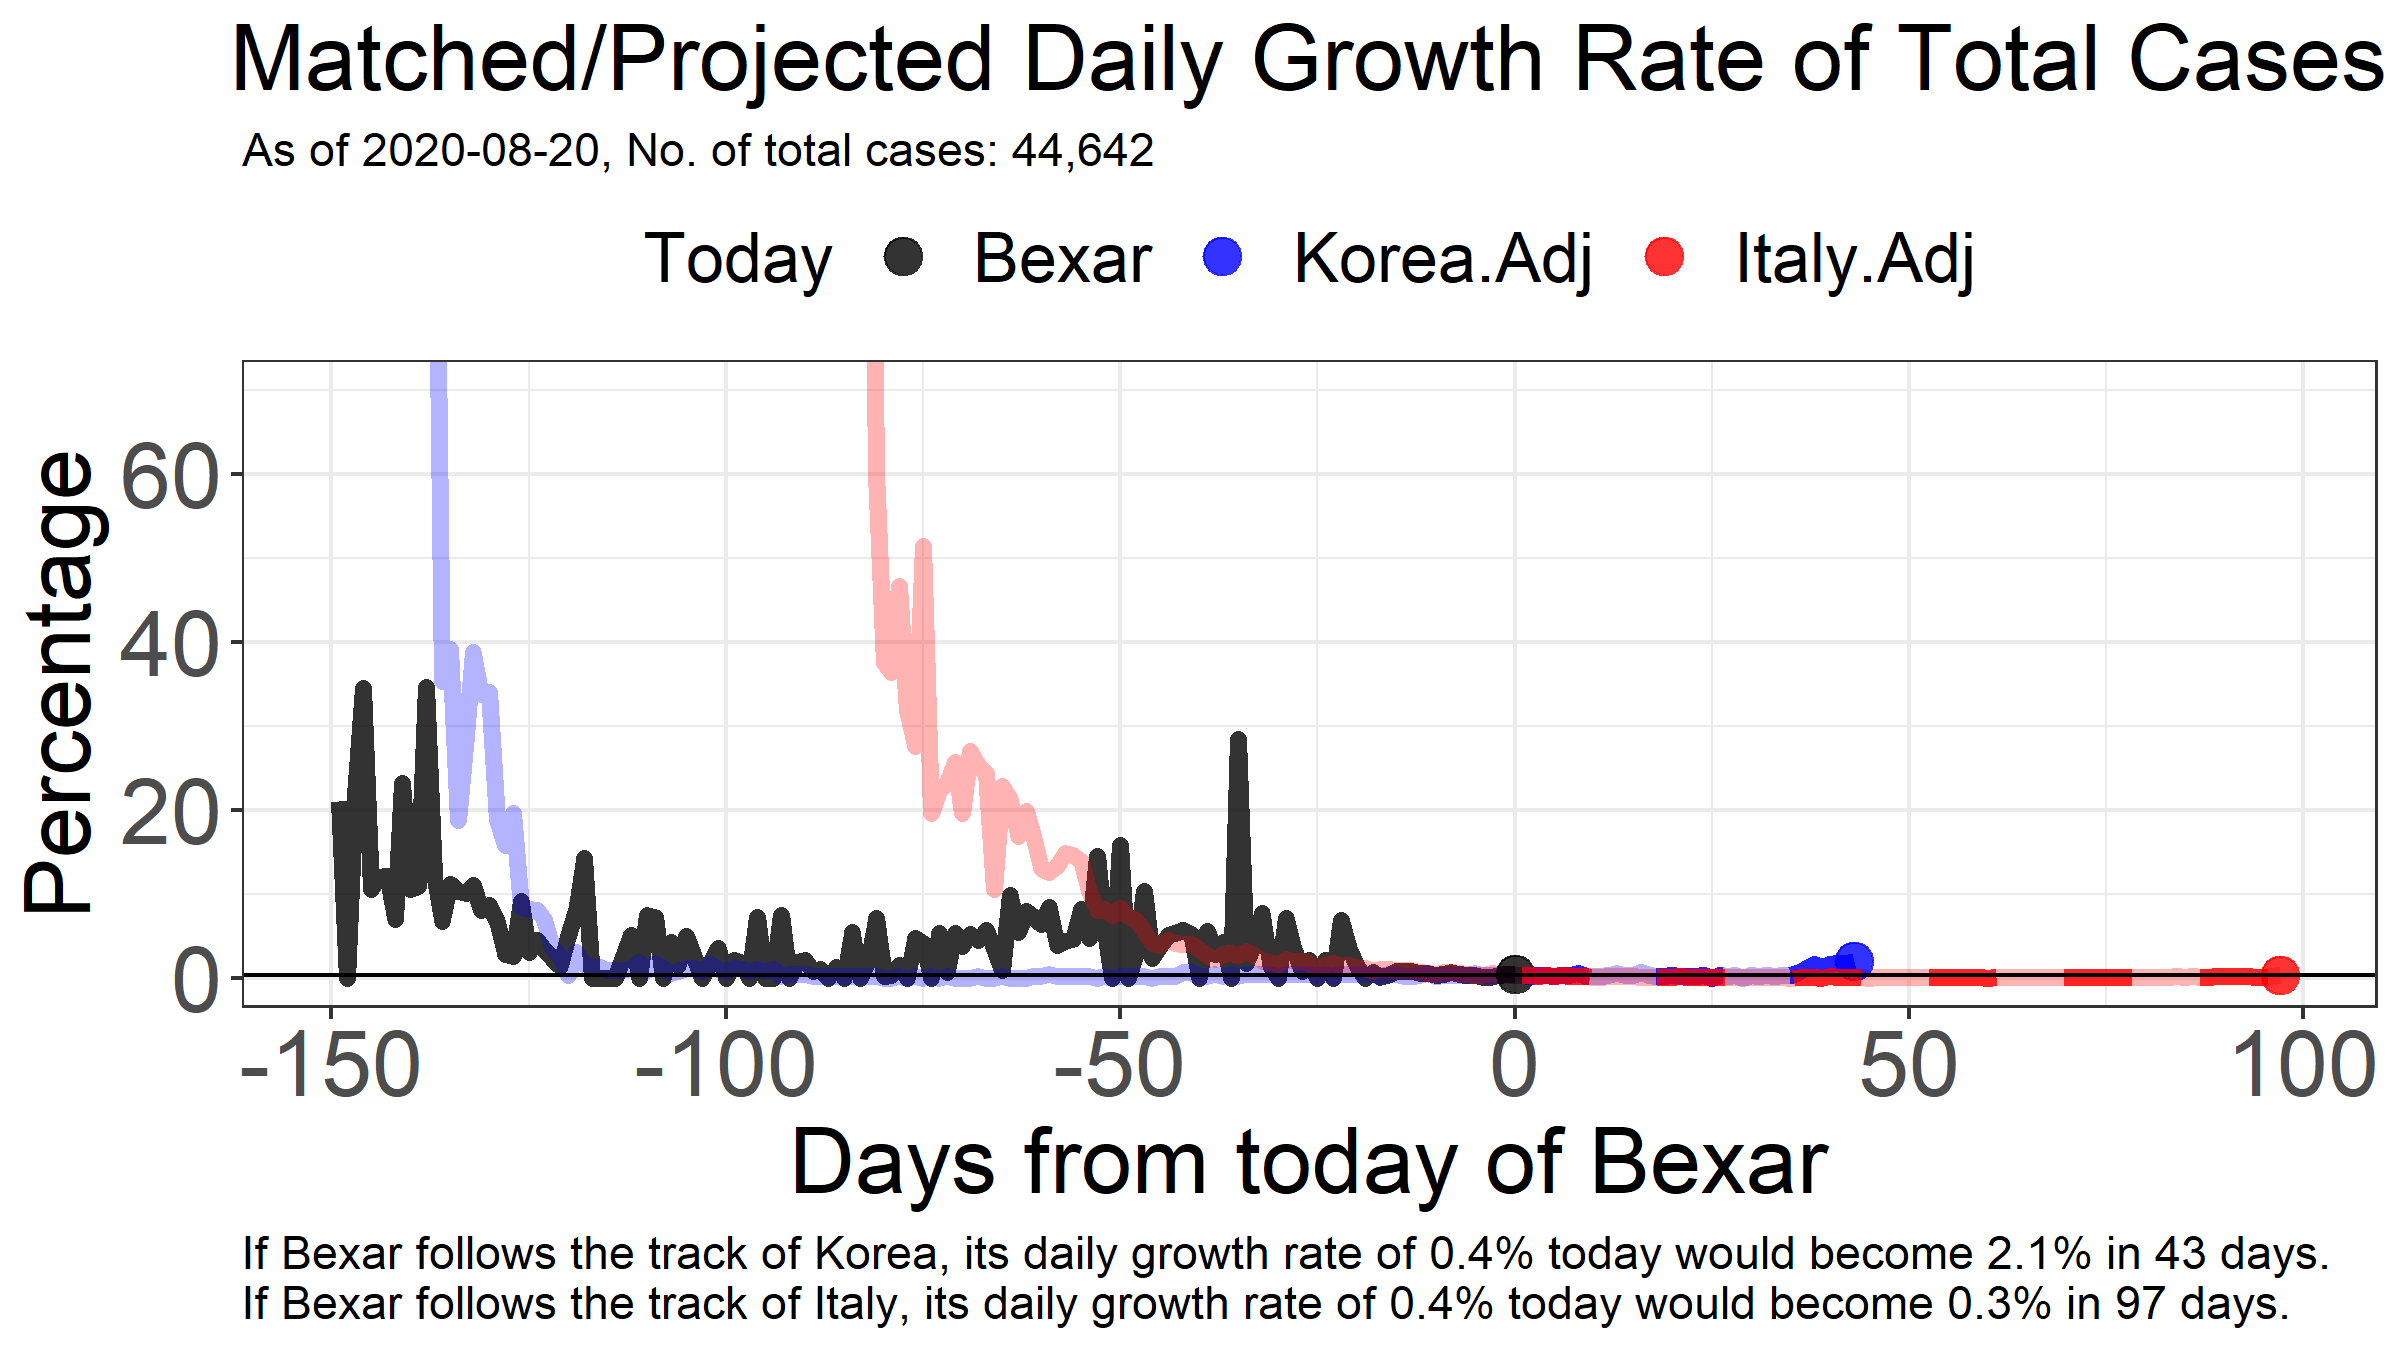 Matched/Projected Daily Growth Rate of Total Cases
As of 2020-08-20, No. of total cases: 44,642
Today Bexar Korea.Adj Italy.Adj
Percentage
60
40
20
0
-150 -100 -50 0 50 100
Days from today of Bexar
If Bexar follows the track of Korea, its daily growth rate of 0.4% today would become 2.1% in 43 days.
If Bexar follows the track of Italy, its daily growth rate of 0.4% today would become 0.3% in 97 days.